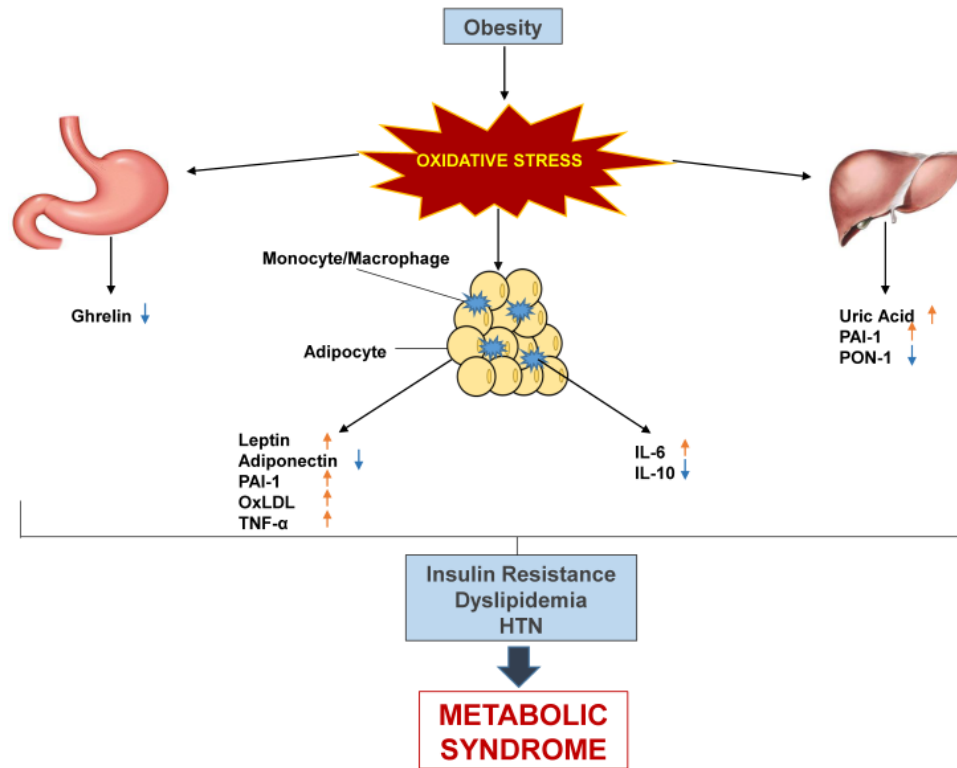 Obesity
OXIDATIVE STRESS
Monocyte/Macrophage
Adipocyte
Ghrelin ↓
Uric Acid ↑
PAI-1 ↑
PON-1 ↓
Leptin ↑
Adiponectin ↓
PAI-1 ↑
OxLDL ↑
TNF-α ↑
IL-6 ↑
IL-10 ↓
Insulin Resistance
Dyslipidemia
HTN
METABOLIC
SYNDROME